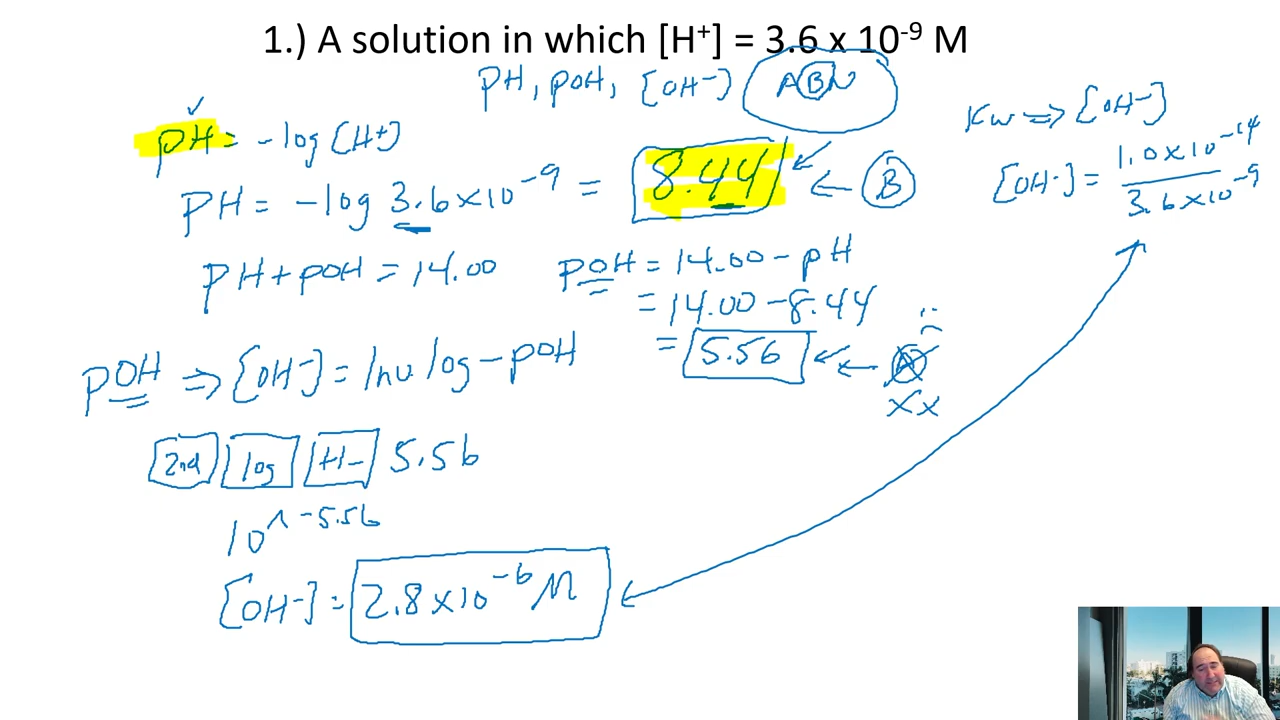 1.) A solution in which [H⁺] = 3.6 x 10⁻⁹ M
pH, pOH, [OH⁻] ABN
Kw ⇒ [OH⁻]
pH = -log [H+]
[OH⁻] = 1.0x10⁻¹⁴
3.6x10⁻⁹
pH = -log 3.6x10⁻⁹ = 8.44 ← B
pH + pOH = 14.00
pOH = 14.00 - pH
= 14.00 - 8.44
= 5.56 ← A
xx
pOH ⇒ [OH⁻] = Inv. log - pOH
2nd log +/- 5.56
10^-5.56
[OH⁻] = 2.8x10⁻⁶ M